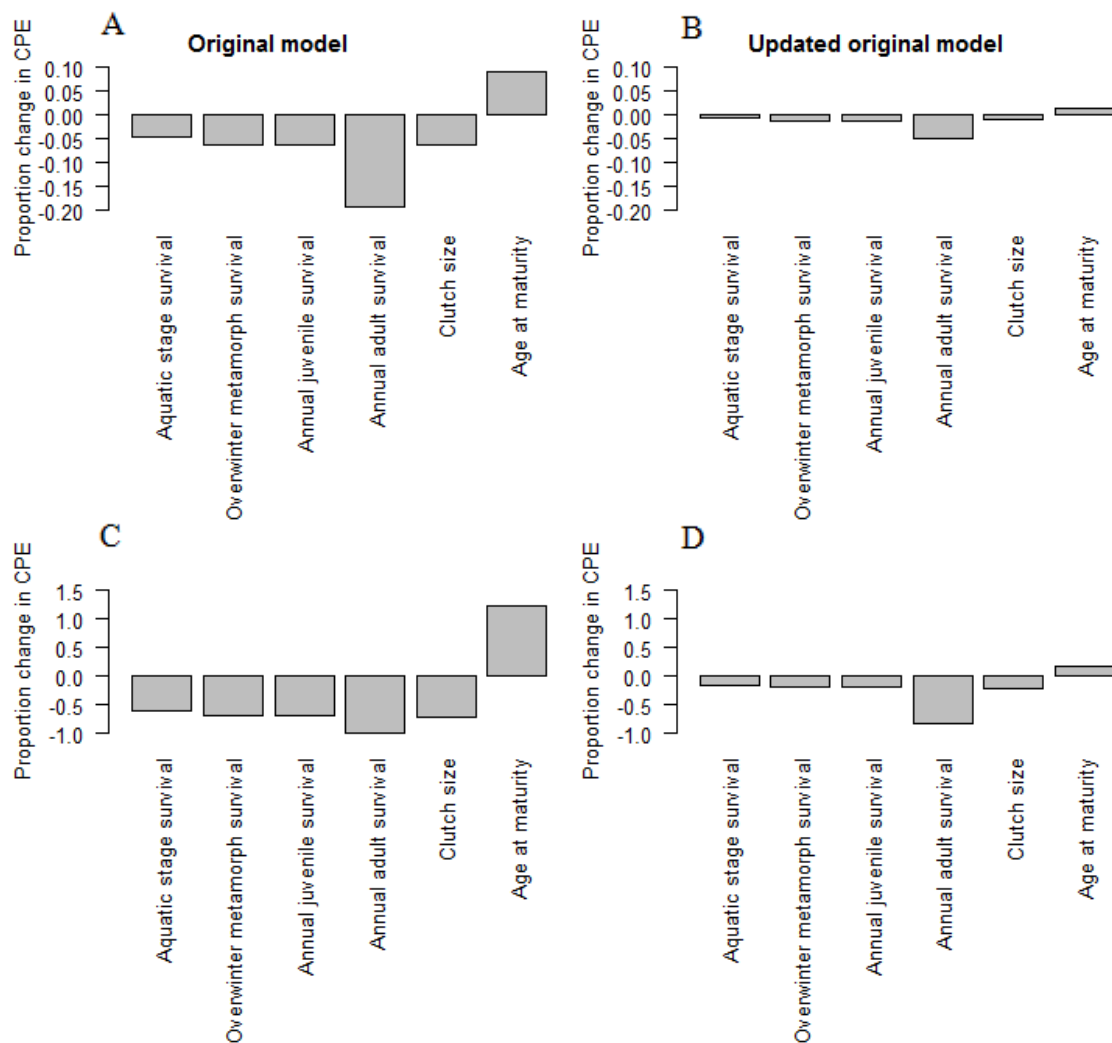 A
Original model
Proportion change in CPE
0.10
0.05
0.00
-0.05
-0.10
-0.15
-0.20
Aquatic stage survival
Overwinter metamorph survival
Annual juvenile survival
Annual adult survival
Clutch size
Age at maturity
B
Updated original model
Proportion change in CPE
0.10
0.05
0.00
-0.05
-0.10
-0.15
-0.20
Aquatic stage survival
Overwinter metamorph survival
Annual juvenile survival
Annual adult survival
Clutch size
Age at maturity
C
Proportion change in CPE
1.5
1.0
0.5
0.0
-0.5
-1.0
Aquatic stage survival
Overwinter metamorph survival
Annual juvenile survival
Annual adult survival
Clutch size
Age at maturity
D
Proportion change in CPE
1.5
1.0
0.5
0.0
-0.5
-1.0
Aquatic stage survival
Overwinter metamorph survival
Annual juvenile survival
Annual adult survival
Clutch size
Age at maturity